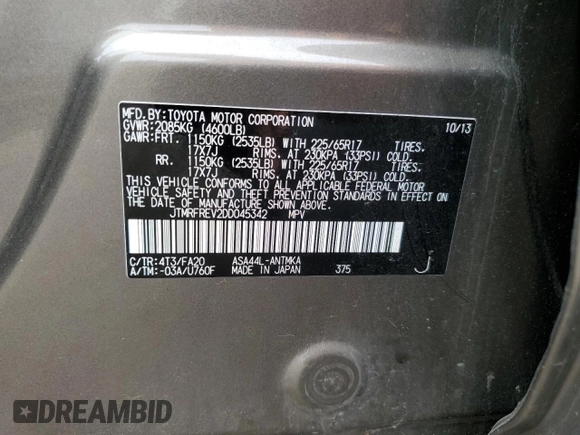 MFD.BY:TOYOTA MOTOR CORPORATION 10/13
GVWR:2085KG (4600LB)
GAWR:FRT. 1150KG (2535LB) WITH 225/65R17 TIRES.
17X7J RIMS. AT 230KPA (33PSI) COLD.
RR. 1150KG (2535LB) WITH 225/65R17 TIRES.
17X7J RIMS. AT 230KPA (33PSI) COLD.
THIS VEHICLE CONFORMS TO ALL APPLICABLE FEDERAL MOTOR
VEHICLE SAFETY AND THEFT PREVENTION STANDARDS IN EFFECT ON
THE DATE OF MANUFACTURE SHOWN ABOVE.
JTMRFREV2DD045342 MPV
C/TR:4T3/FA20 ASA44L-ANTMKA
A/TM:-03A/U760F MADE IN JAPAN 375 J
DREAMBID